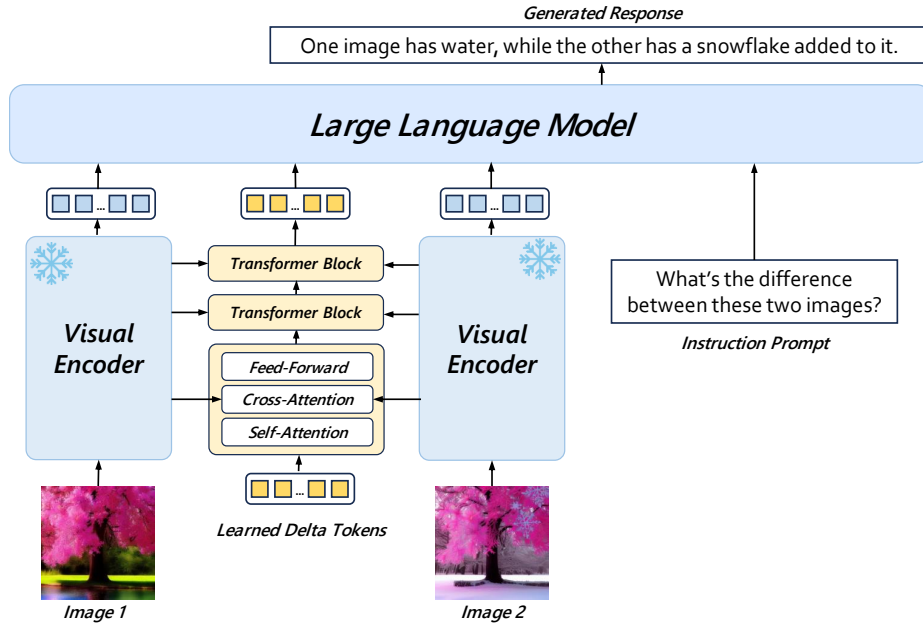 Generated Response
One image has water, while the other has a snowflake added to it.
Large Language Model
...
...
...
Transformer Block
Transformer Block
Visual
Encoder
Visual
Encoder
Feed-Forward
Cross-Attention
Self-Attention
What's the difference
between these two images?
Instruction Prompt
...
Learned Delta Tokens
Image 1
Image 2